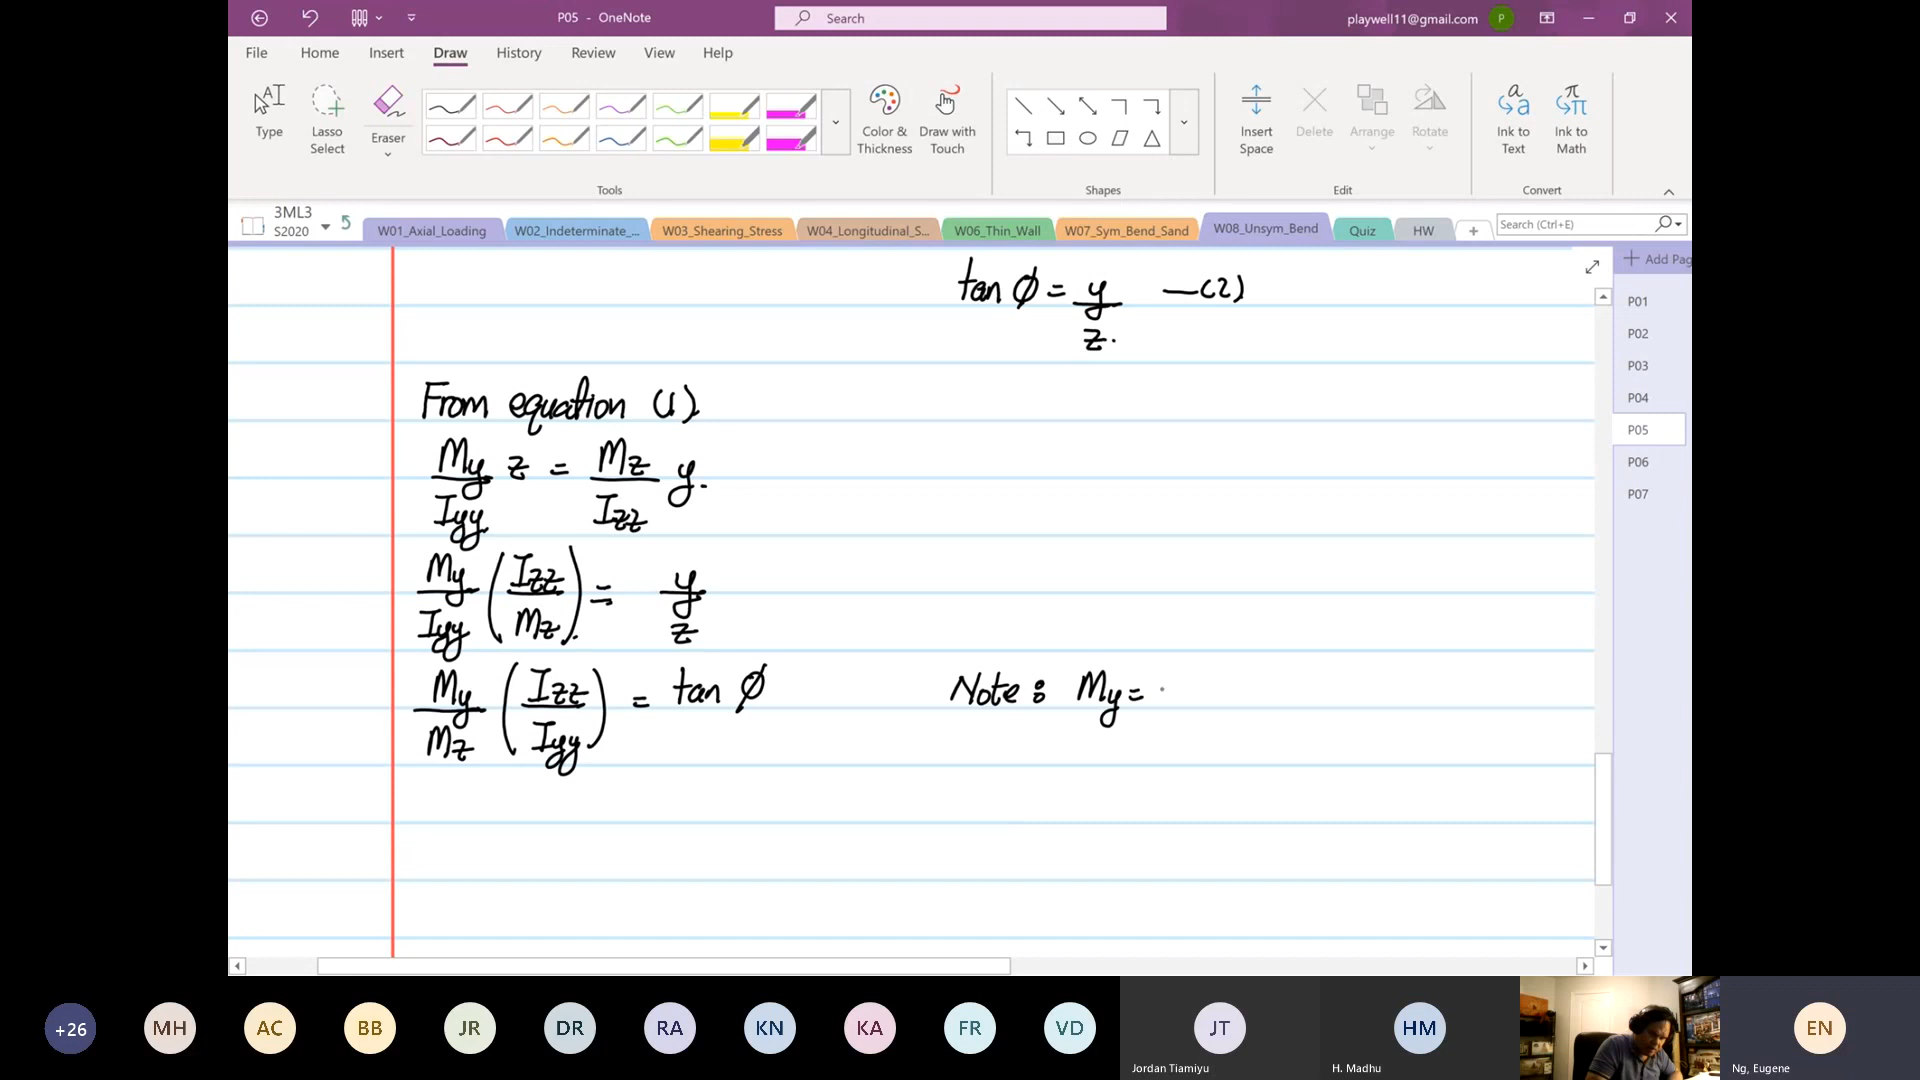 P05 - OneNote
Search
playwell11@gmail.com
P
File Home Insert Draw History Review View Help
Type
Lasso Select
Eraser
Color & Thickness
Draw with Touch
Insert Space
Delete
Arrange
Rotate
Ink to Text
Ink to Math
Tools
Shapes
Edit
Convert
3ML3 S2020
W01_Axial_Loading
W02_Indeterminate_...
W03_Shearing_Stress
W04_Longitudinal_S...
W06_Thin_Wall
W07_Sym_Bend_Sand
W08_Unsym_Bend
Quiz
HW
+
Search (Ctrl+E)
Add Pag
P01
P02
P03
P04
P05
P06
P07
tan ϕ = y/z. —(2)
From equation (1)
My/Iyy z = Mz/Izz y.
My/Iyy (Izz/Mz) = y/z
My/Mz (Izz/Iyy) = tan ϕ
Note: My =
+26
MH
AC
BB
JR
DR
RA
KN
KA
FR
VD
JT
Jordan Tiamiyu
HM
H. Madhu
EN
Ng, Eugene